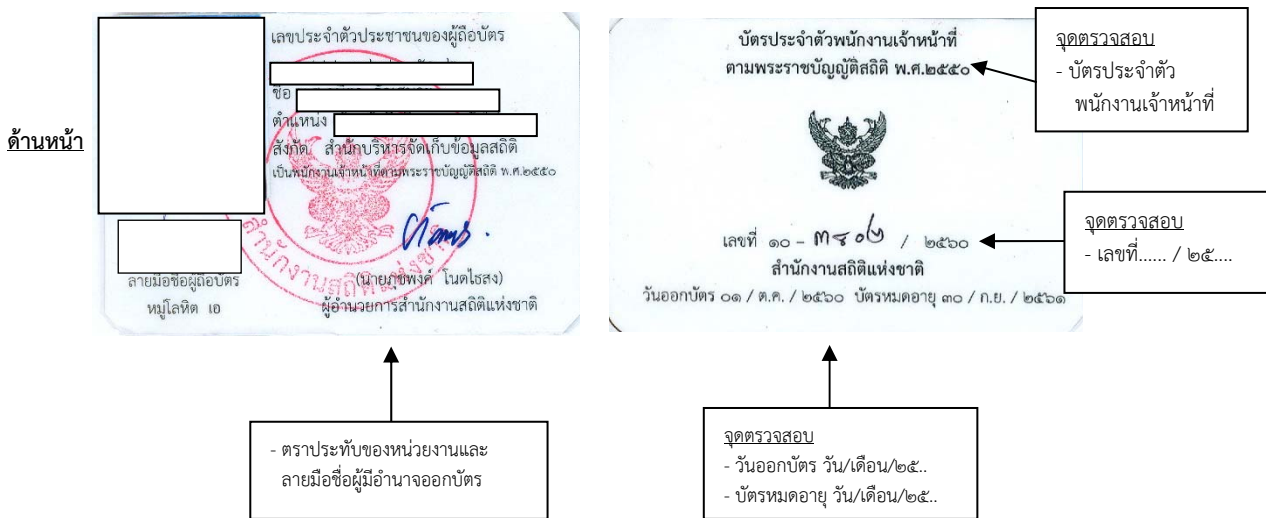 ด้านหน้า
เลขประจำตัวประชาชนของผู้ถือบัตร
ชื่อ
ตำแหน่ง
สังกัด สำนักบริหารจัดเก็บข้อมูลสถิติ
เป็นพนักงานเจ้าหน้าที่ตามพระราชบัญญัติสถิติ พ.ศ.๒๕๕๐
สำนักงานสถิติแห่งชาติ
ลายมือชื่อผู้ถือบัตร
หมู่โลหิต เอ
(นายภุชพงค์ โนดไธสง)
ผู้อำนวยการสำนักงานสถิติแห่งชาติ
- ตราประทับของหน่วยงานและ
ลายมือชื่อผู้มีอำนาจออกบัตร
บัตรประจำตัวพนักงานเจ้าหน้าที่
ตามพระราชบัญญัติสถิติ พ.ศ.๒๕๕๐
เลขที่ ๑๐ - ๓๘๐๒ / ๒๕๖๐
สำนักงานสถิติแห่งชาติ
วันออกบัตร ๐๑ / ต.ค. / ๒๕๖๐ บัตรหมดอายุ ๓๐ / ก.ย. / ๒๕๖๑
จุดตรวจสอบ
- บัตรประจำตัว
พนักงานเจ้าหน้าที่
จุดตรวจสอบ
- เลขที่...... / ๒๕....
จุดตรวจสอบ
- วันออกบัตร วัน/เดือน/๒๕..
- บัตรหมดอายุ วัน/เดือน/๒๕..